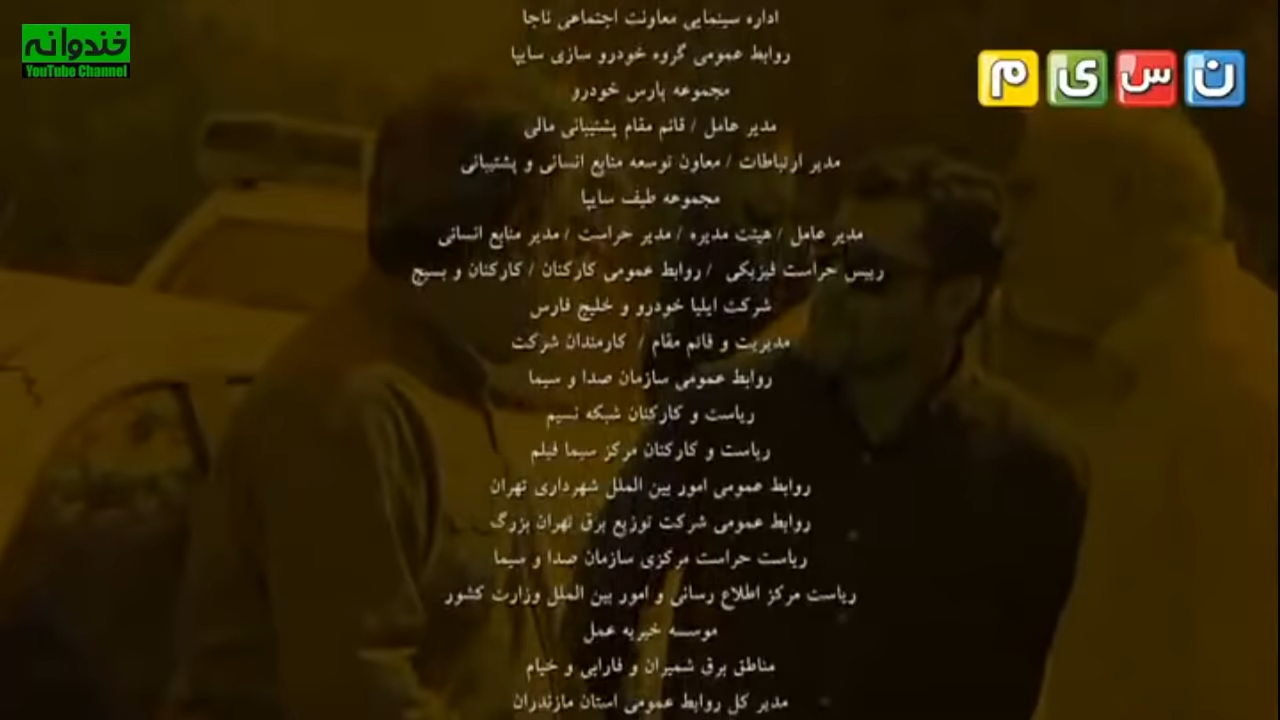 خندوانه
YouTube Channel
ن س ی م
اداره سینمایی معاونت اجتماعی ناجا
روابط عمومی گروه خودرو سازی سایپا
مجموعه پارس خودرو
مدیر عامل / قائم مقام پشتیبانی مالی
مدیر ارتباطات / معاون توسعه منابع انسانی و پشتیبانی
مجموعه طیف سایپا
مدیر عامل / هیئت مدیره / مدیر حراست / مدیر منابع انسانی
رییس حراست فیزیکی / روابط عمومی کارکنان / کارکنان و بسیج
شرکت ایلیا خودرو و خلیج فارس
مدیریت و قائم مقام / کارمندان شرکت
روابط عمومی سازمان صدا و سیما
ریاست و کارکنان شبکه نسیم
ریاست و کارکنان مرکز سیما فیلم
روابط عمومی امور بین الملل شهرداری تهران
روابط عمومی شرکت توزیع برق تهران بزرگ
ریاست حراست مرکزی سازمان صدا و سیما
ریاست مرکز اطلاع رسانی و امور بین الملل وزارت کشور
موسسه خیریه عمل
مناطق برق شمیران و فارابی و خیام
مدیر کل روابط عمومی استان مازندران